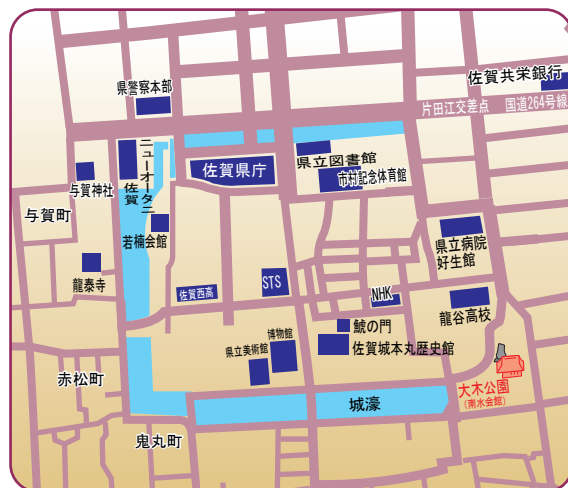 県警察本部
佐賀共栄銀行
片田江交差点 国道264号線
ニューオータニ
佐賀
佐賀県庁
県立図書館
市村記念体育館
与賀神社
与賀町
若楠会館
県立病院
好生館
龍泰寺
佐賀西高
STS
NHK
龍谷高校
鯱の門
佐賀城本丸歴史館
博物館
県立美術館
赤松町
大木公園
(南水会館)
城濠
鬼丸町